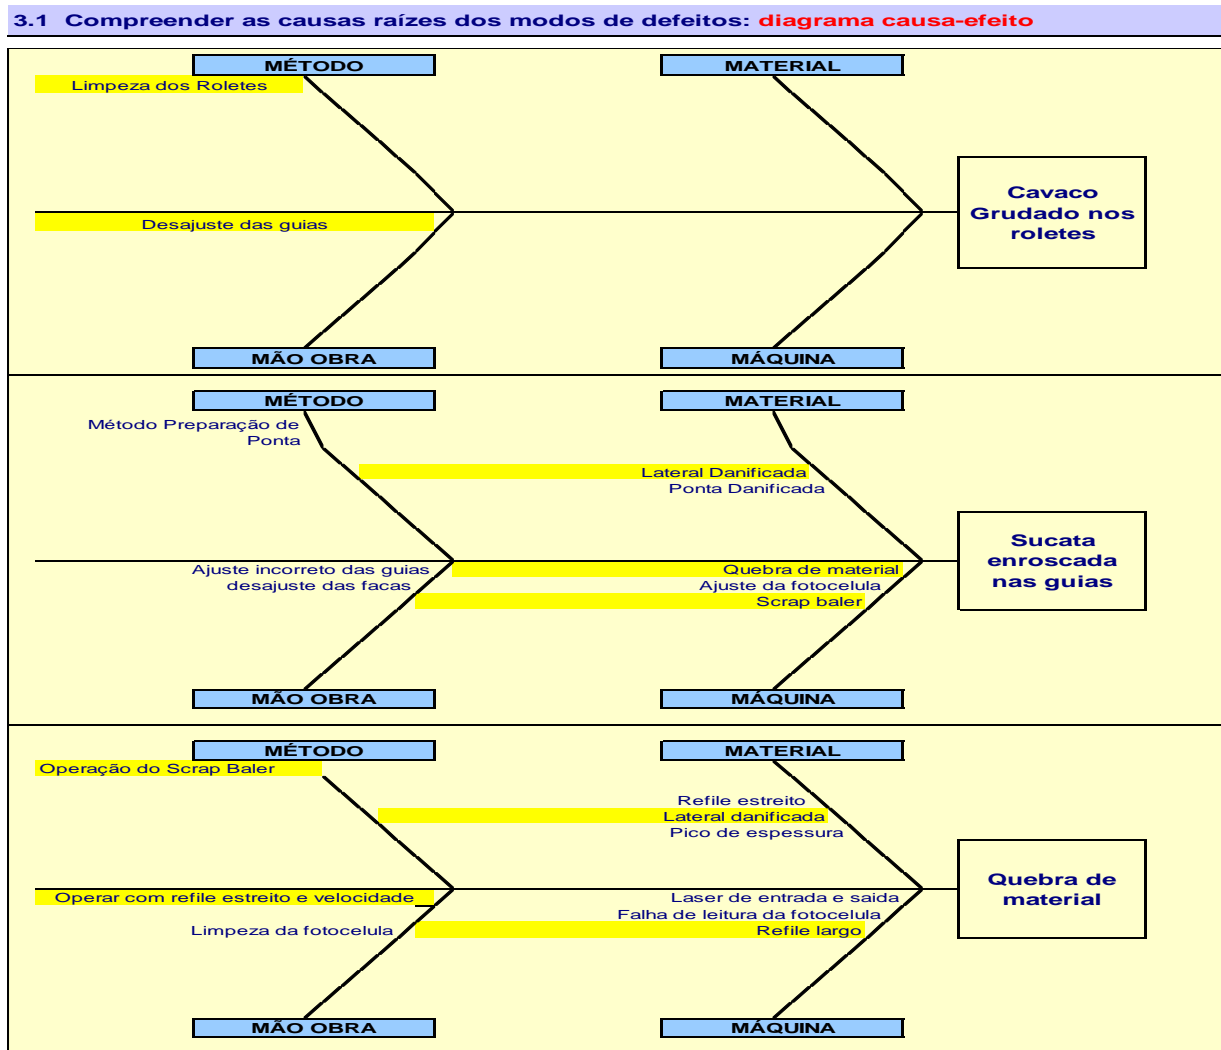 3.1 Compreender as causas raízes dos modos de defeitos: diagrama causa-efeito
MÉTODO
MATERIAL
Limpeza dos Roletes
Cavaco
Grudado nos
roletes
Desajuste das guias
MÃO OBRA
MÁQUINA
MÉTODO
MATERIAL
Método Preparação de
Ponta
Lateral Danificada
Ponta Danificada
Sucata
enroscada
nas guias
Ajuste incorreto das guias
Quebra de material
desajuste das facas
Ajuste da fotocelula
Scrap baler
MÃO OBRA
MÁQUINA
MÉTODO
MATERIAL
Operação do Scrap Baler
Refile estreito
Lateral danificada
Pico de espessura
Quebra de
material
Operar com refile estreito e velocidade
Laser de entrada e saida
Falha de leitura da fotocelula
Limpeza da fotocelula
Refile largo
MÃO OBRA
MÁQUINA